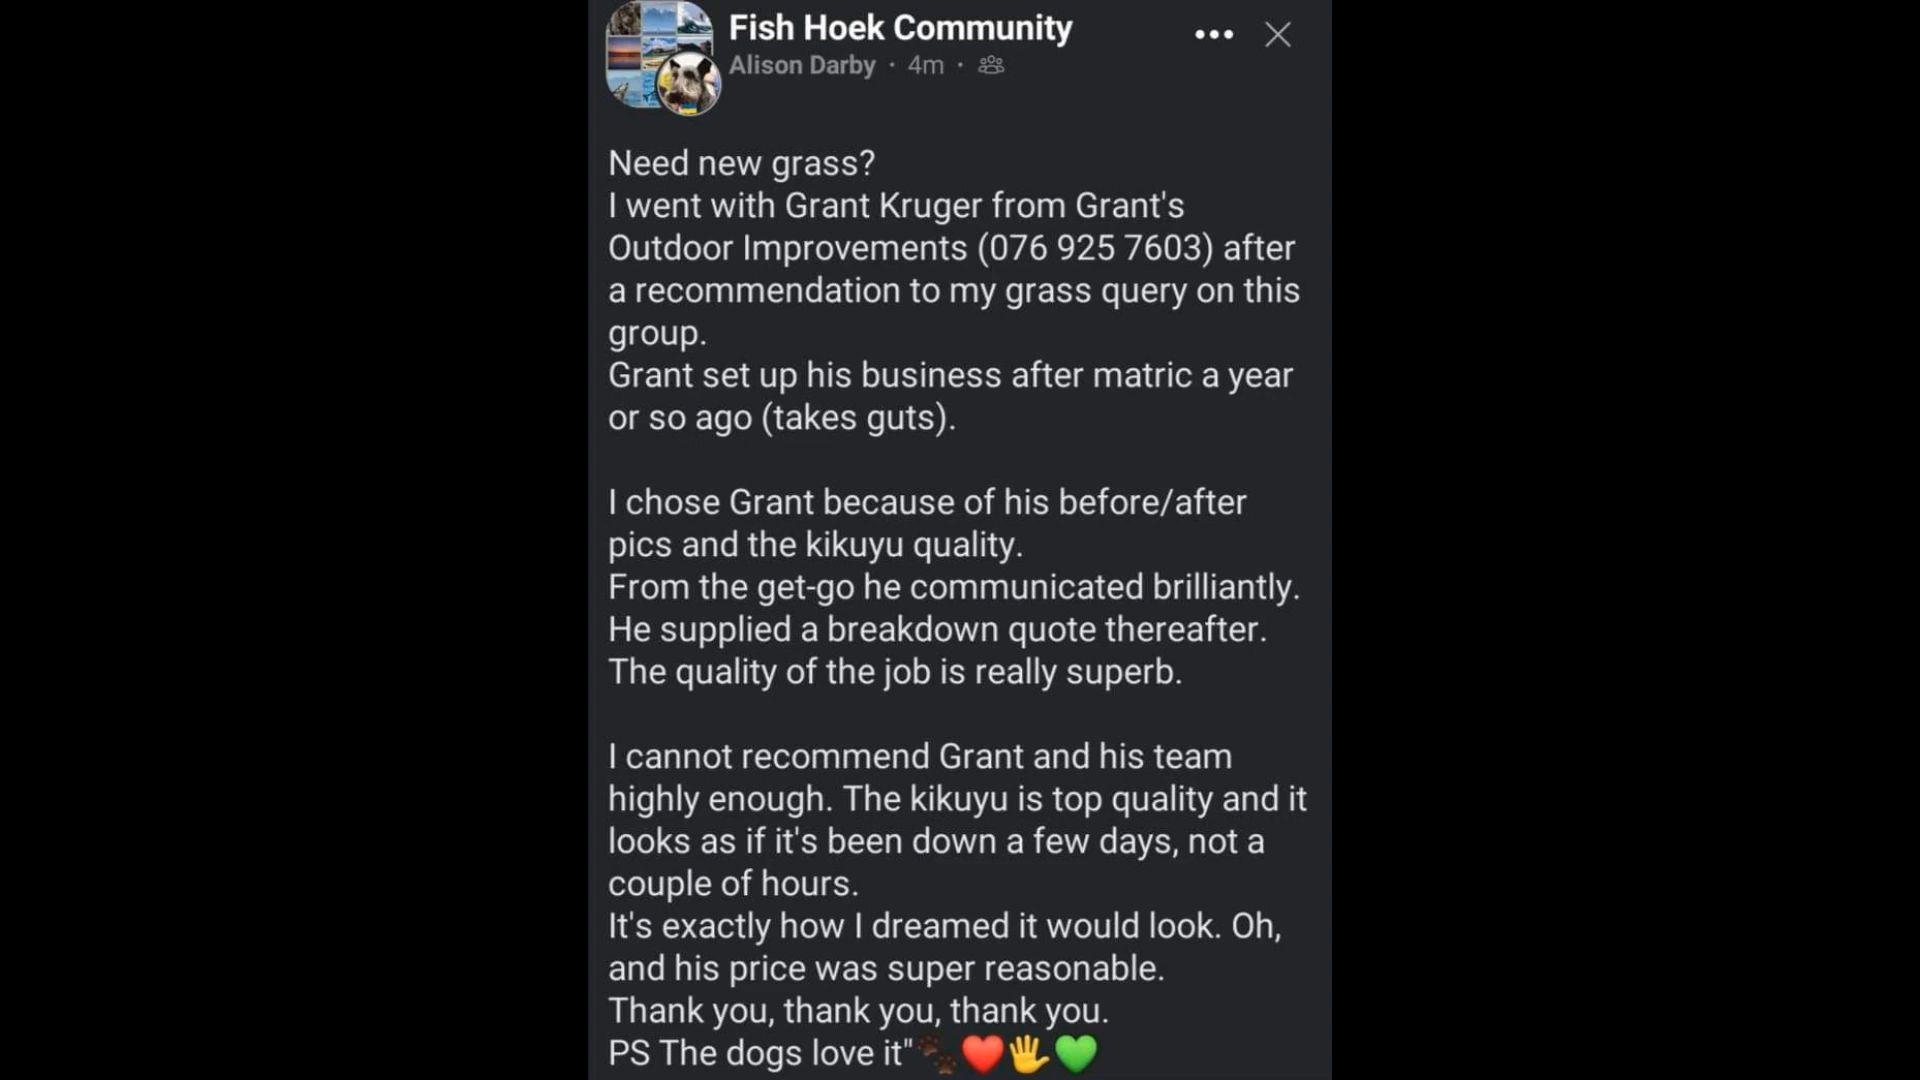 Fish Hoek Community
Alison Darby · 4m ·
Need new grass?
I went with Grant Kruger from Grant's
Outdoor Improvements (076 925 7603) after
a recommendation to my grass query on this
group.
Grant set up his business after matric a year
or so ago (takes guts).
I chose Grant because of his before/after
pics and the kikuyu quality.
From the get-go he communicated brilliantly.
He supplied a breakdown quote thereafter.
The quality of the job is really superb.
I cannot recommend Grant and his team
highly enough. The kikuyu is top quality and it
looks as if it's been down a few days, not a
couple of hours.
It's exactly how I dreamed it would look. Oh,
and his price was super reasonable.
Thank you, thank you, thank you.
PS The dogs love it" 🐾❤️🖐️💚